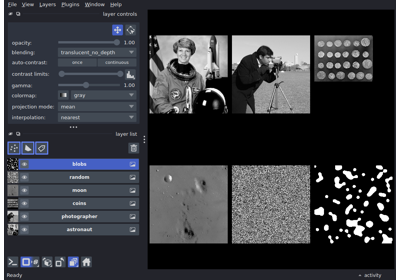 File View Layers Plugins Window Help
layer controls
opacity: 1.00
blending: translucent_no_depth
auto-contrast: once continuous
contrast limits:
gamma: 1.00
colormap: gray
projection mode: mean
interpolation: nearest
layer list
blobs
random
moon
coins
photographer
astronaut
Ready
activity